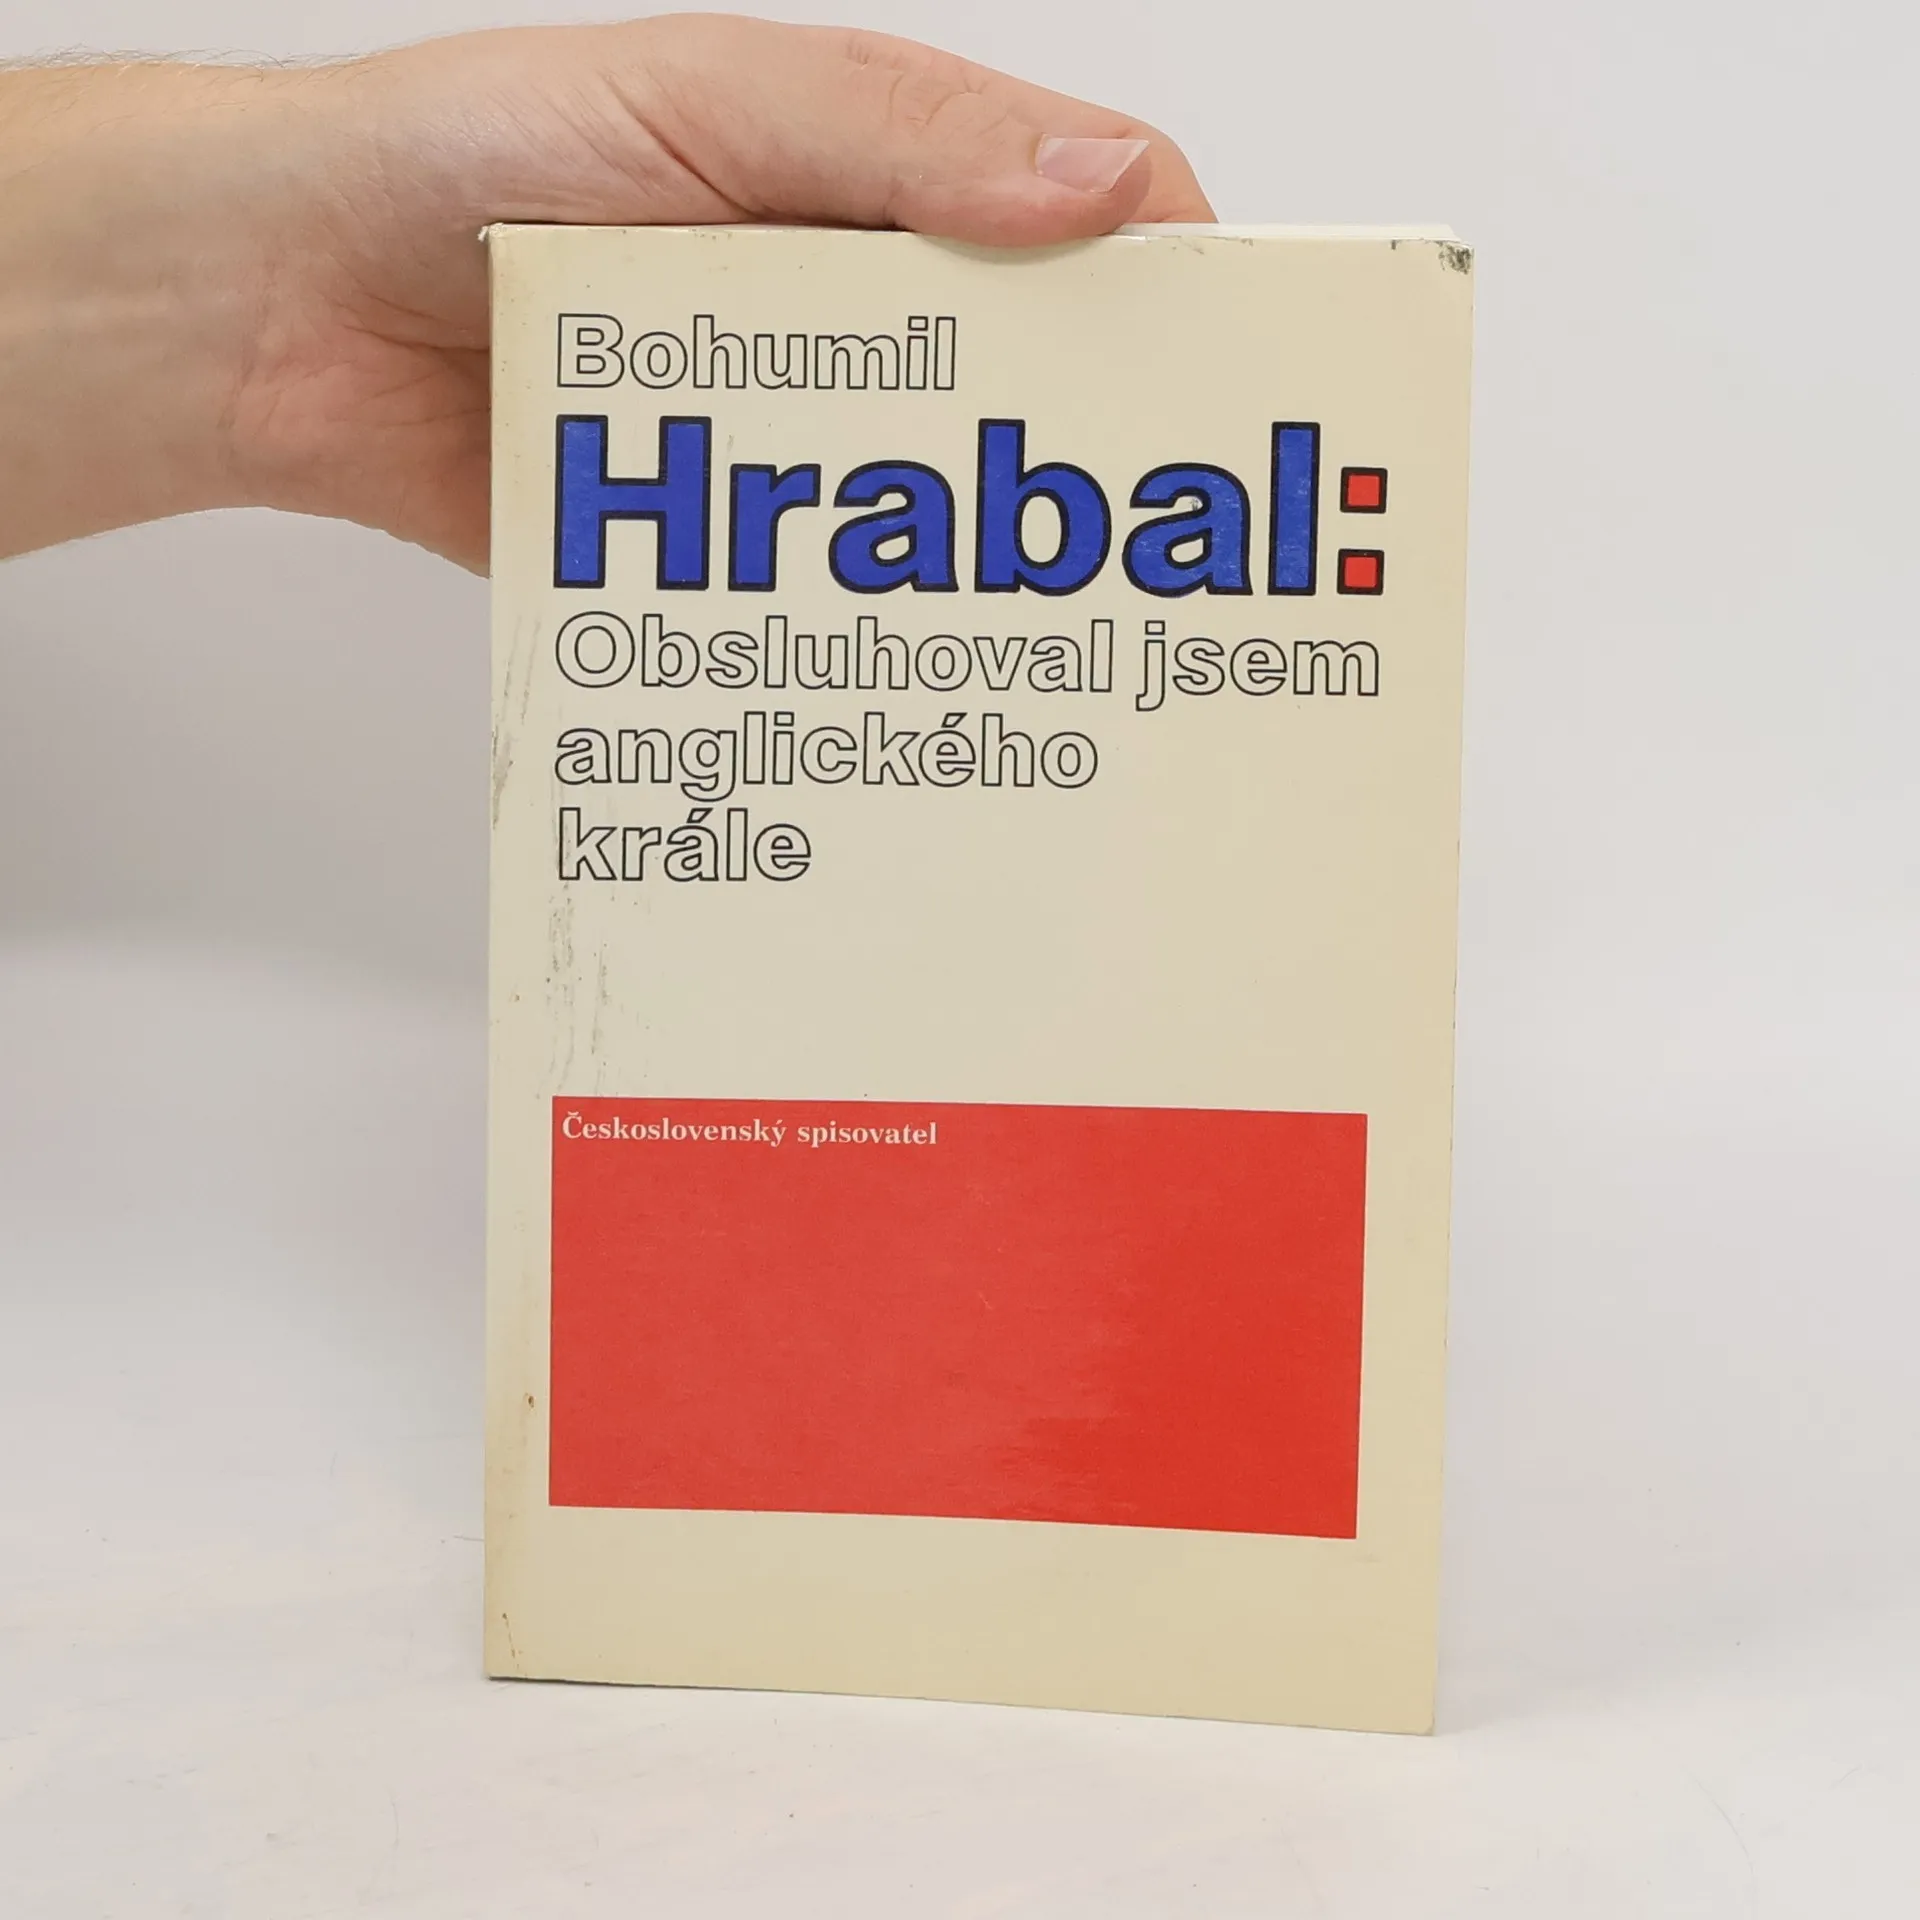 Bohumil
Hrabal:
Obsluhoval jsem
anglického
krále
Československý spisovatel